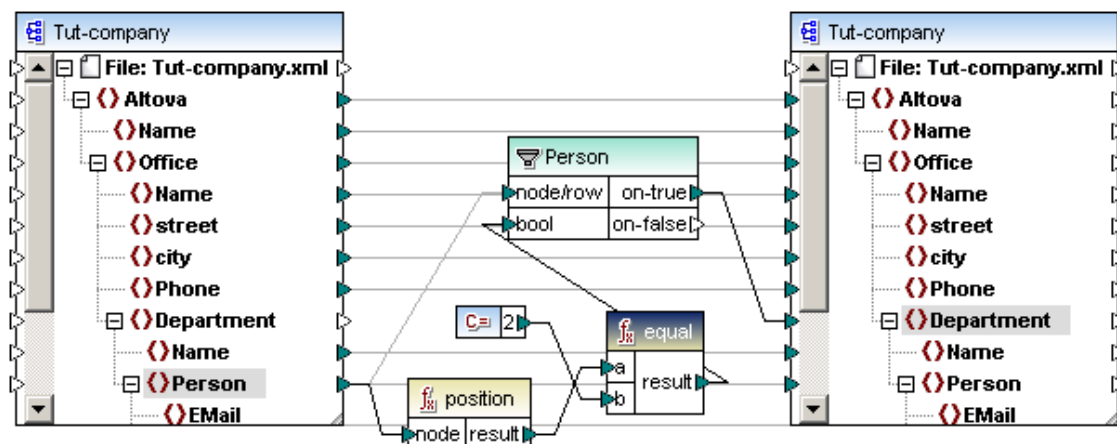 Tut-company
File: Tut-company.xml
Altova
Name
Office
Name
street
city
Phone
Department
Name
Person
EMail
Person
node/row on-true
bool on-false
C= 2
fx equal
a
result
b
fx position
node result
Tut-company
File: Tut-company.xml
Altova
Name
Office
Name
street
city
Phone
Department
Name
Person
EMail